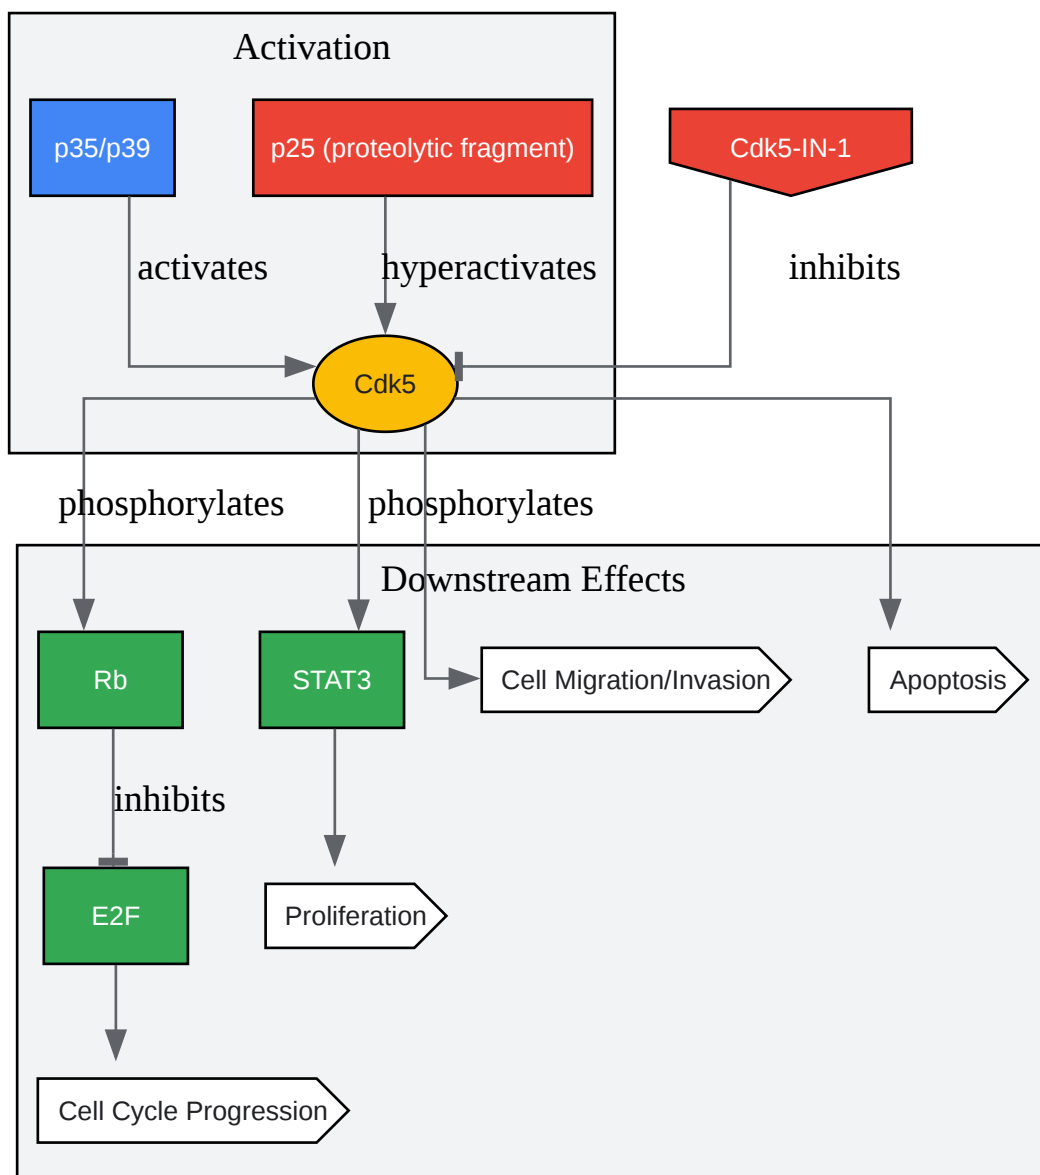 Activation
p35/p39
p25 (proteolytic fragment)
Cdk5-IN-1
activates
hyperactivates
inhibits
Cdk5
phosphorylates
phosphorylates
Downstream Effects
Rb
STAT3
Cell Migration/Invasion
Apoptosis
inhibits
E2F
Proliferation
Cell Cycle Progression